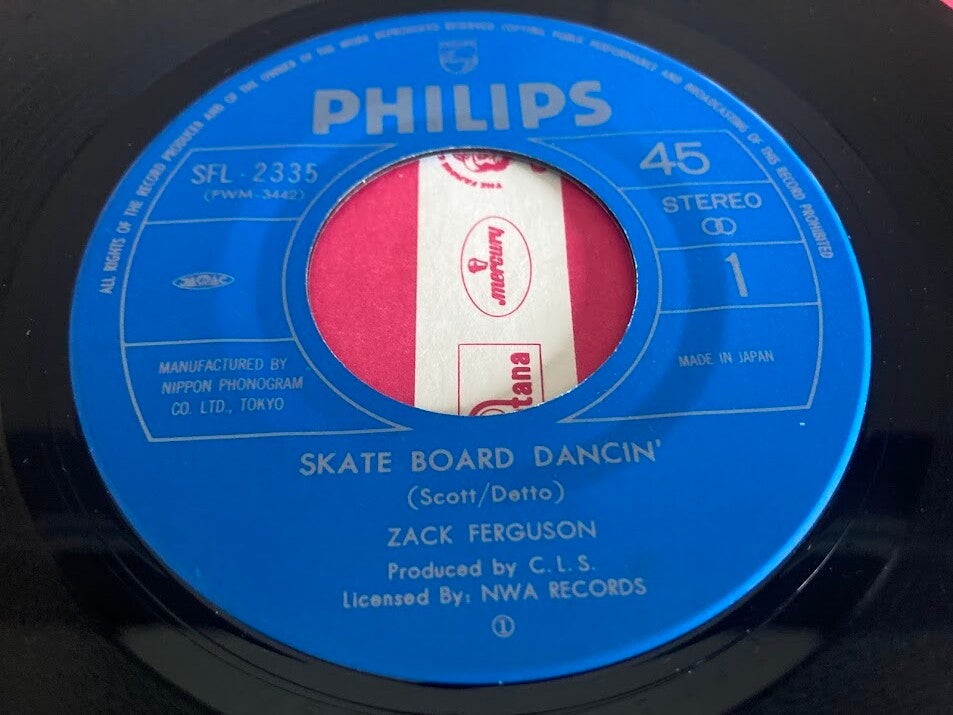 ALL RIGHTS OF THE RECORD PRODUCER AND OF THE OWNER OF THE WORK REPRODUCED RESERVED COPYING PUBLIC PERFORMANCE AND BROADCASTING OF THIS RECORD PROHIBITED
PHILIPS
SFL-2335
(PWM-3442)
45
STEREO
1
MANUFACTURED BY
NIPPON PHONOGRAM
CO. LTD., TOKYO
MADE IN JAPAN
mercury
tana
SKATE BOARD DANCIN'
(Scott/Detto)
ZACK FERGUSON
Produced by C. L. S.
Licensed By: NWA RECORDS
①